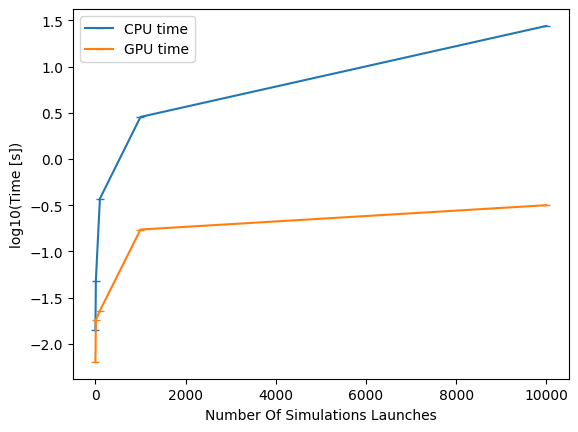 CPU time
GPU time
1.5
1.0
0.5
0.0
−0.5
−1.0
−1.5
−2.0
log10(Time [s])
0 2000 4000 6000 8000 10000
Number Of Simulations Launches